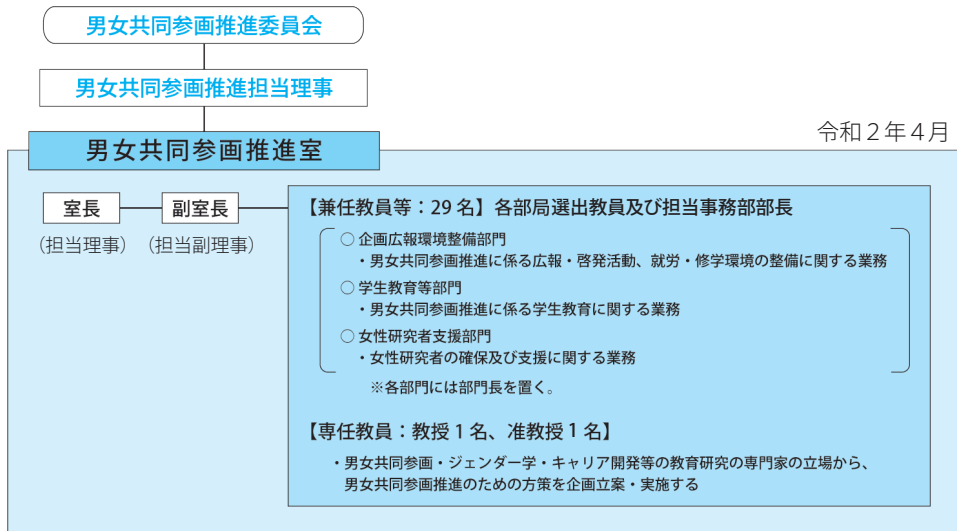 男女共同参画推進委員会
男女共同参画推進担当理事
令和２年４月
男女共同参画推進室
室長
副室長
(担当理事)
(担当副理事)
【兼任教員等：29 名】各部局選出教員及び担当事務部部長
○ 企画広報環境整備部門
・男女共同参画推進に係る広報・啓発活動、就労・修学環境の整備に関する業務
○ 学生教育等部門
・男女共同参画推進に係る学生教育に関する業務
○ 女性研究者支援部門
・女性研究者の確保及び支援に関する業務
※各部門には部門長を置く。
【専任教員：教授 1 名、准教授 1 名】
・男女共同参画・ジェンダー学・キャリア開発等の教育研究の専門家の立場から、
男女共同参画推進のための方策を企画立案・実施する